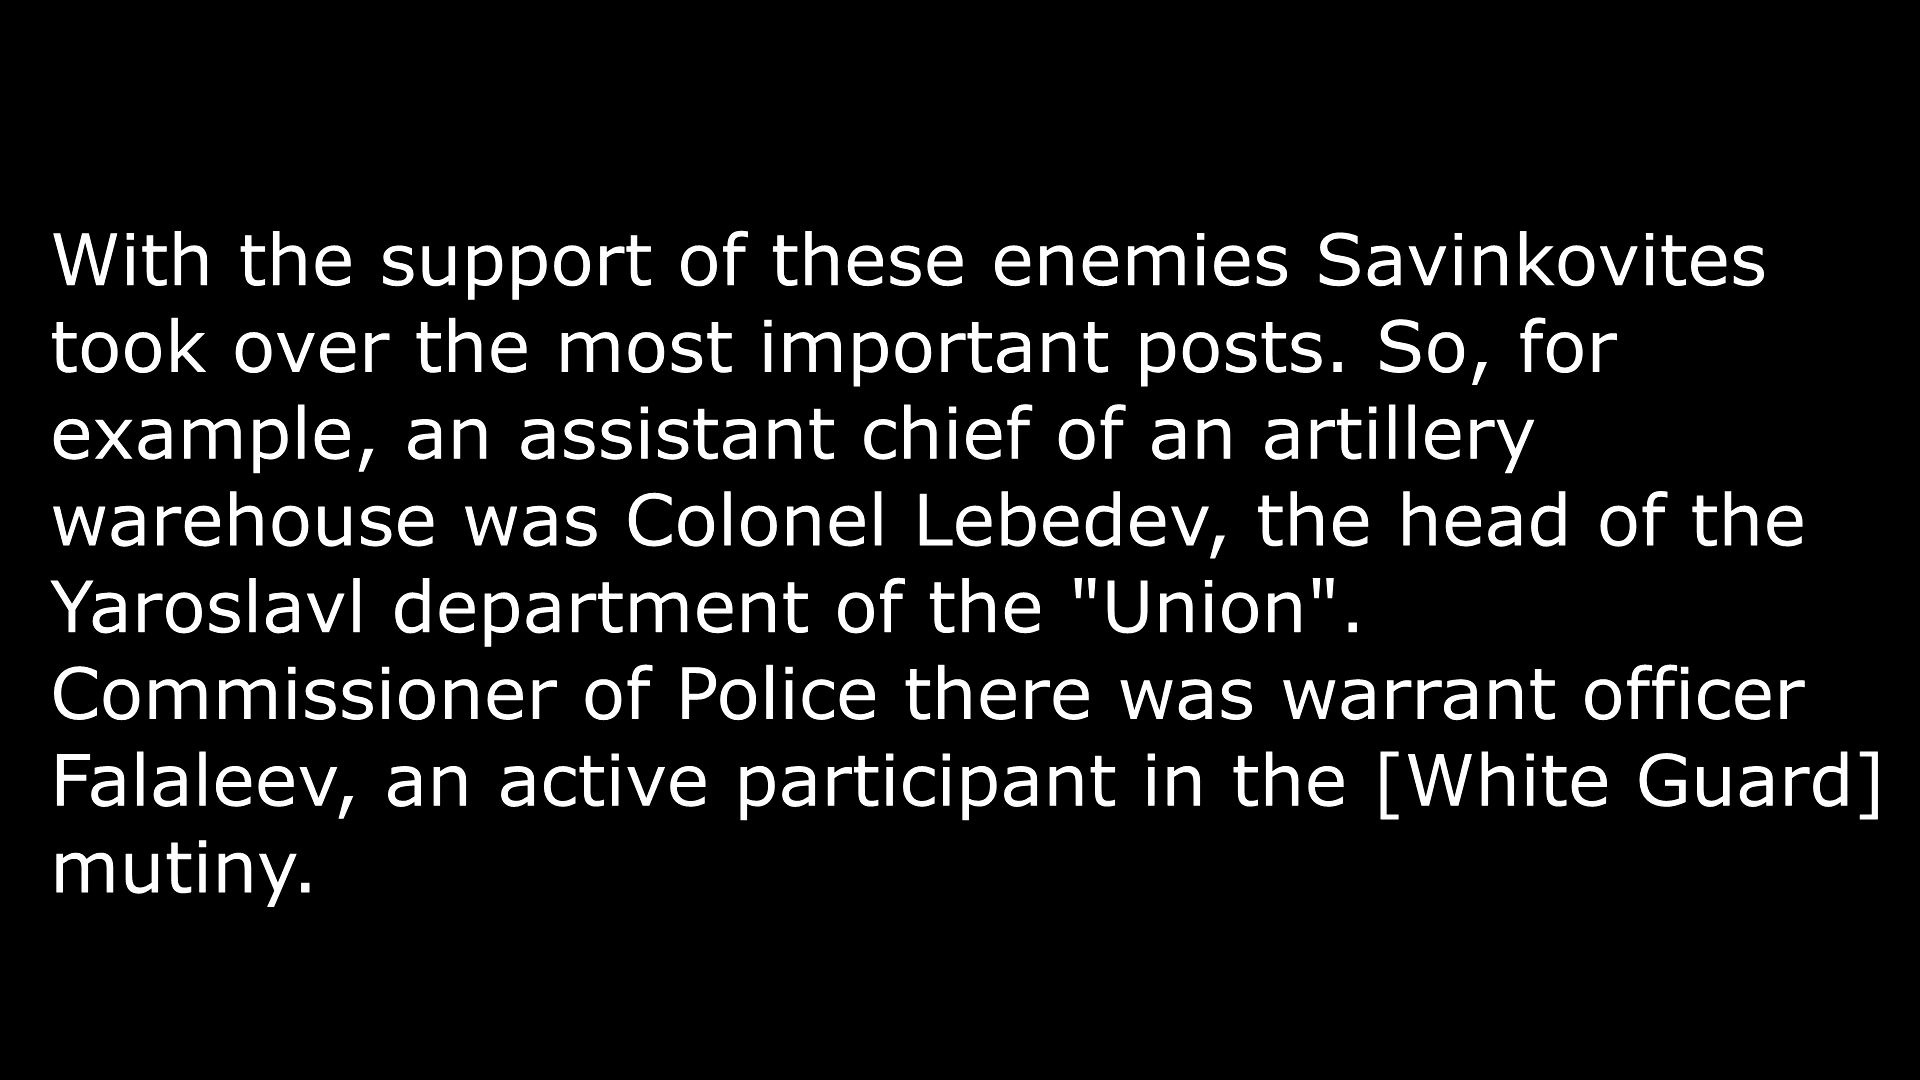 With the support of these enemies Savinkovites
took over the most important posts. So, for
example, an assistant chief of an artillery
warehouse was Colonel Lebedev, the head of the
Yaroslavl department of the "Union".
Commissioner of Police there was warrant officer
Falaleev, an active participant in the [White Guard]
mutiny.